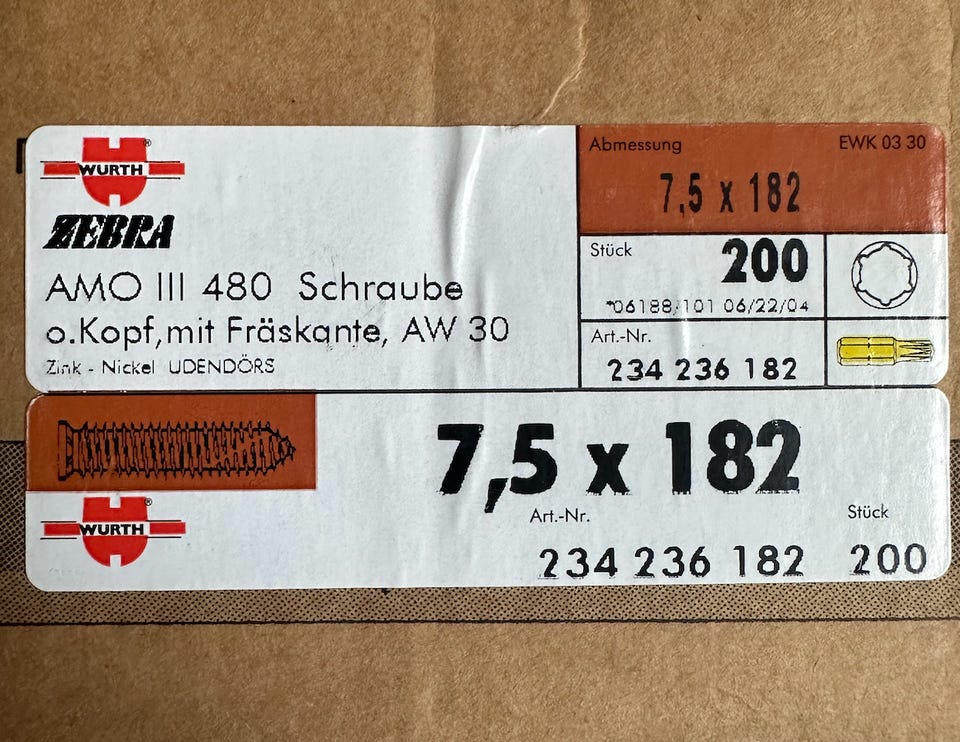 WURTH®
ZEBRA
AMO III 480 Schraube
o.Kopf,mit Fräskante, AW 30
Zink - Nickel UDENDÖRS
Abmessung EWK 03 30
7,5 x 182
Stück 200
*06188/101 06/22/04
Art.-Nr.
234 236 182
7,5 x 182
WURTH®
Art.-Nr. Stück
234 236 182 200